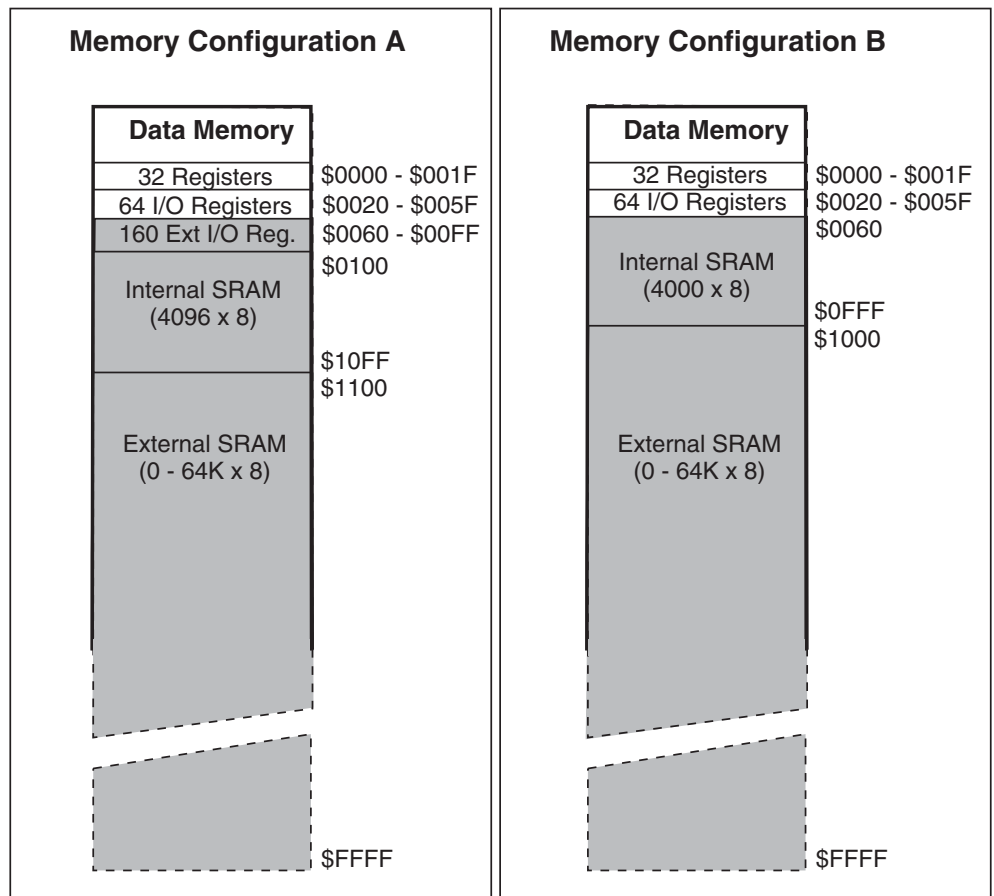 Memory Configuration A
Data Memory
32 Registers
$0000 - $001F
64 I/O Registers
$0020 - $005F
160 Ext I/O Reg.
$0060 - $00FF
$0100
Internal SRAM
(4096 x 8)
$10FF
$1100
External SRAM
(0 - 64K x 8)
$FFFF
Memory Configuration B
Data Memory
32 Registers
$0000 - $001F
64 I/O Registers
$0020 - $005F
$0060
Internal SRAM
(4000 x 8)
$0FFF
$1000
External SRAM
(0 - 64K x 8)
$FFFF